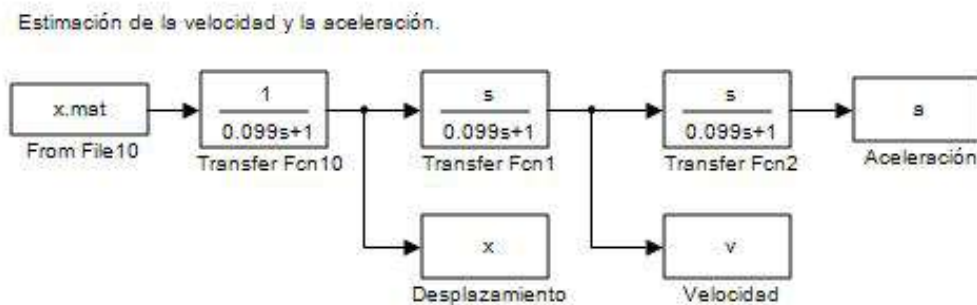 Estimación de la velocidad y la aceleración.
x.mat
From File10
1
0.099s+1
Transfer Fcn10
s
0.099s+1
Transfer Fcn1
s
0.099s+1
Transfer Fcn2
a
Aceleración
x
Desplazamiento
v
Velocidad